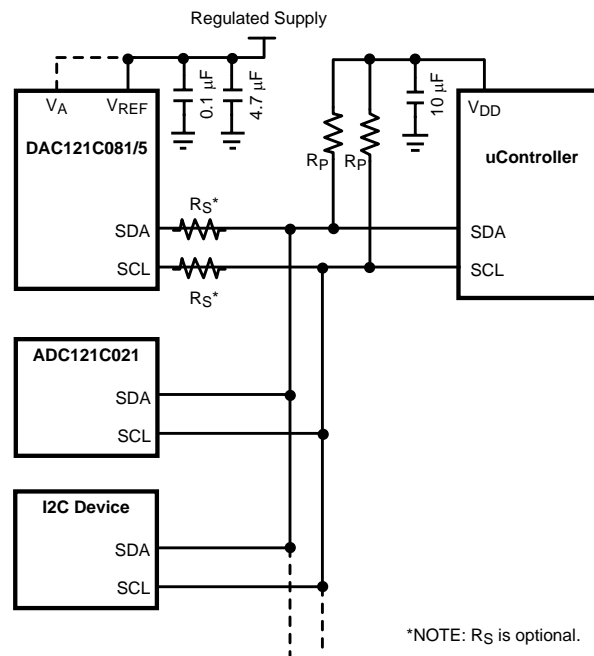 Regulated Supply
VA
VREF
0.1 µF
4.7 µF
10 µF
VDD
DAC121C081/5
uController
RP
RP
RS*
SDA
SDA
SCL
SCL
RS*
ADC121C021
SDA
SCL
I2C Device
SDA
SCL
*NOTE: RS is optional.